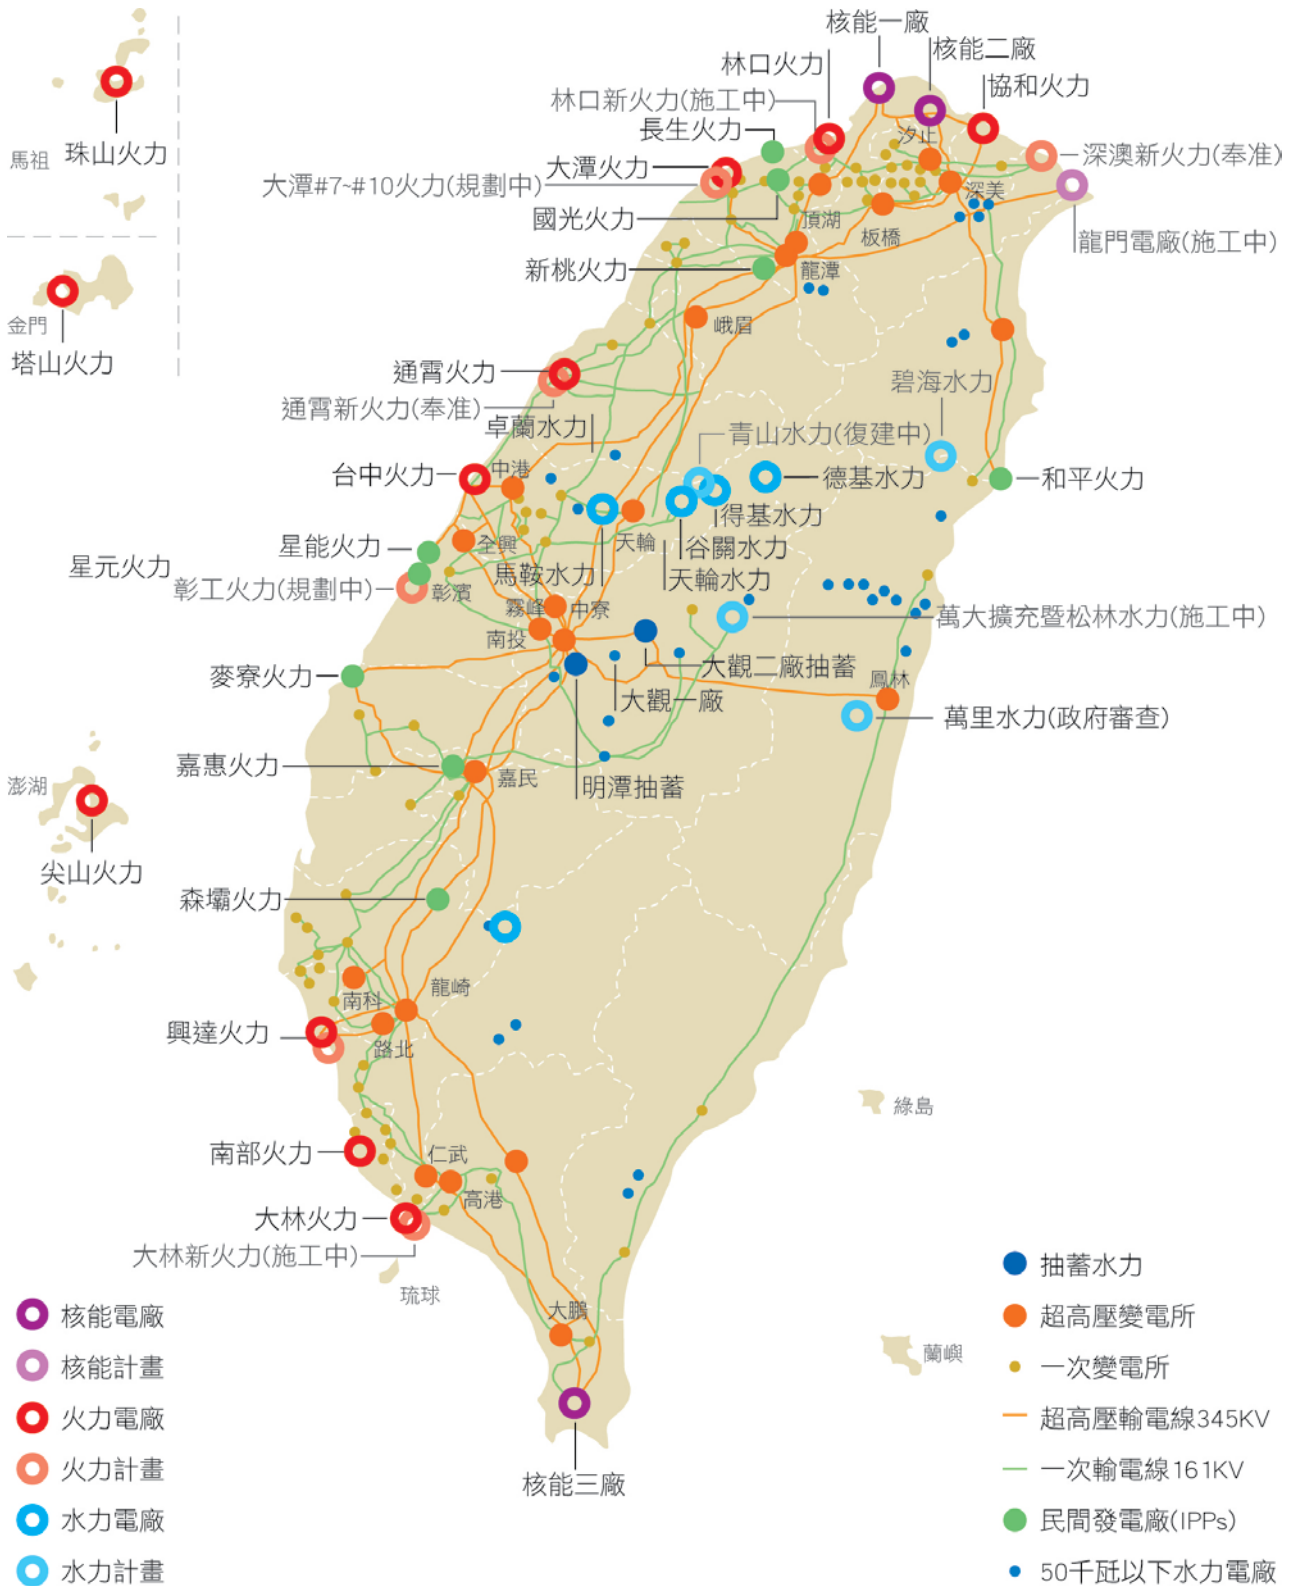 核能一廠
核能二廠
林口火力
協和火力
林口新火力(施工中)
長生火力
汐止
馬祖
珠山火力
大潭火力
深澳新火力(奉准)
大潭#7~#10火力(規劃中)
深美
國光火力
頂湖
板橋
龍門電廠(施工中)
新桃火力
龍潭
金門
塔山火力
峨眉
通霄火力
碧海水力
通霄新火力(奉准)
卓蘭水力
青山水力(復建中)
台中火力
中港
德基水力
和平火力
得基水力
星能火力
全興
天輪
谷關水力
星元火力
馬鞍水力
天輪水力
彰工火力(規劃中)
彰濱
霧峰
中寮
萬大擴充暨松林水力(施工中)
南投
麥寮火力
大觀二廠抽蓄
鳳林
大觀一廠
萬里水力(政府審查)
嘉惠火力
嘉民
澎湖
明潭抽蓄
尖山火力
森壩火力
龍崎
南科
興達火力
路北
綠島
南部火力
仁武
高港
大林火力
大林新火力(施工中)
琉球
大鵬
蘭嶼
核能三廠
核能電廠
核能計畫
火力電廠
火力計畫
水力電廠
水力計畫
抽蓄水力
超高壓變電所
一次變電所
超高壓輸電線345KV
一次輸電線161KV
民間發電廠(IPPs)
50千瓩以下水力電廠